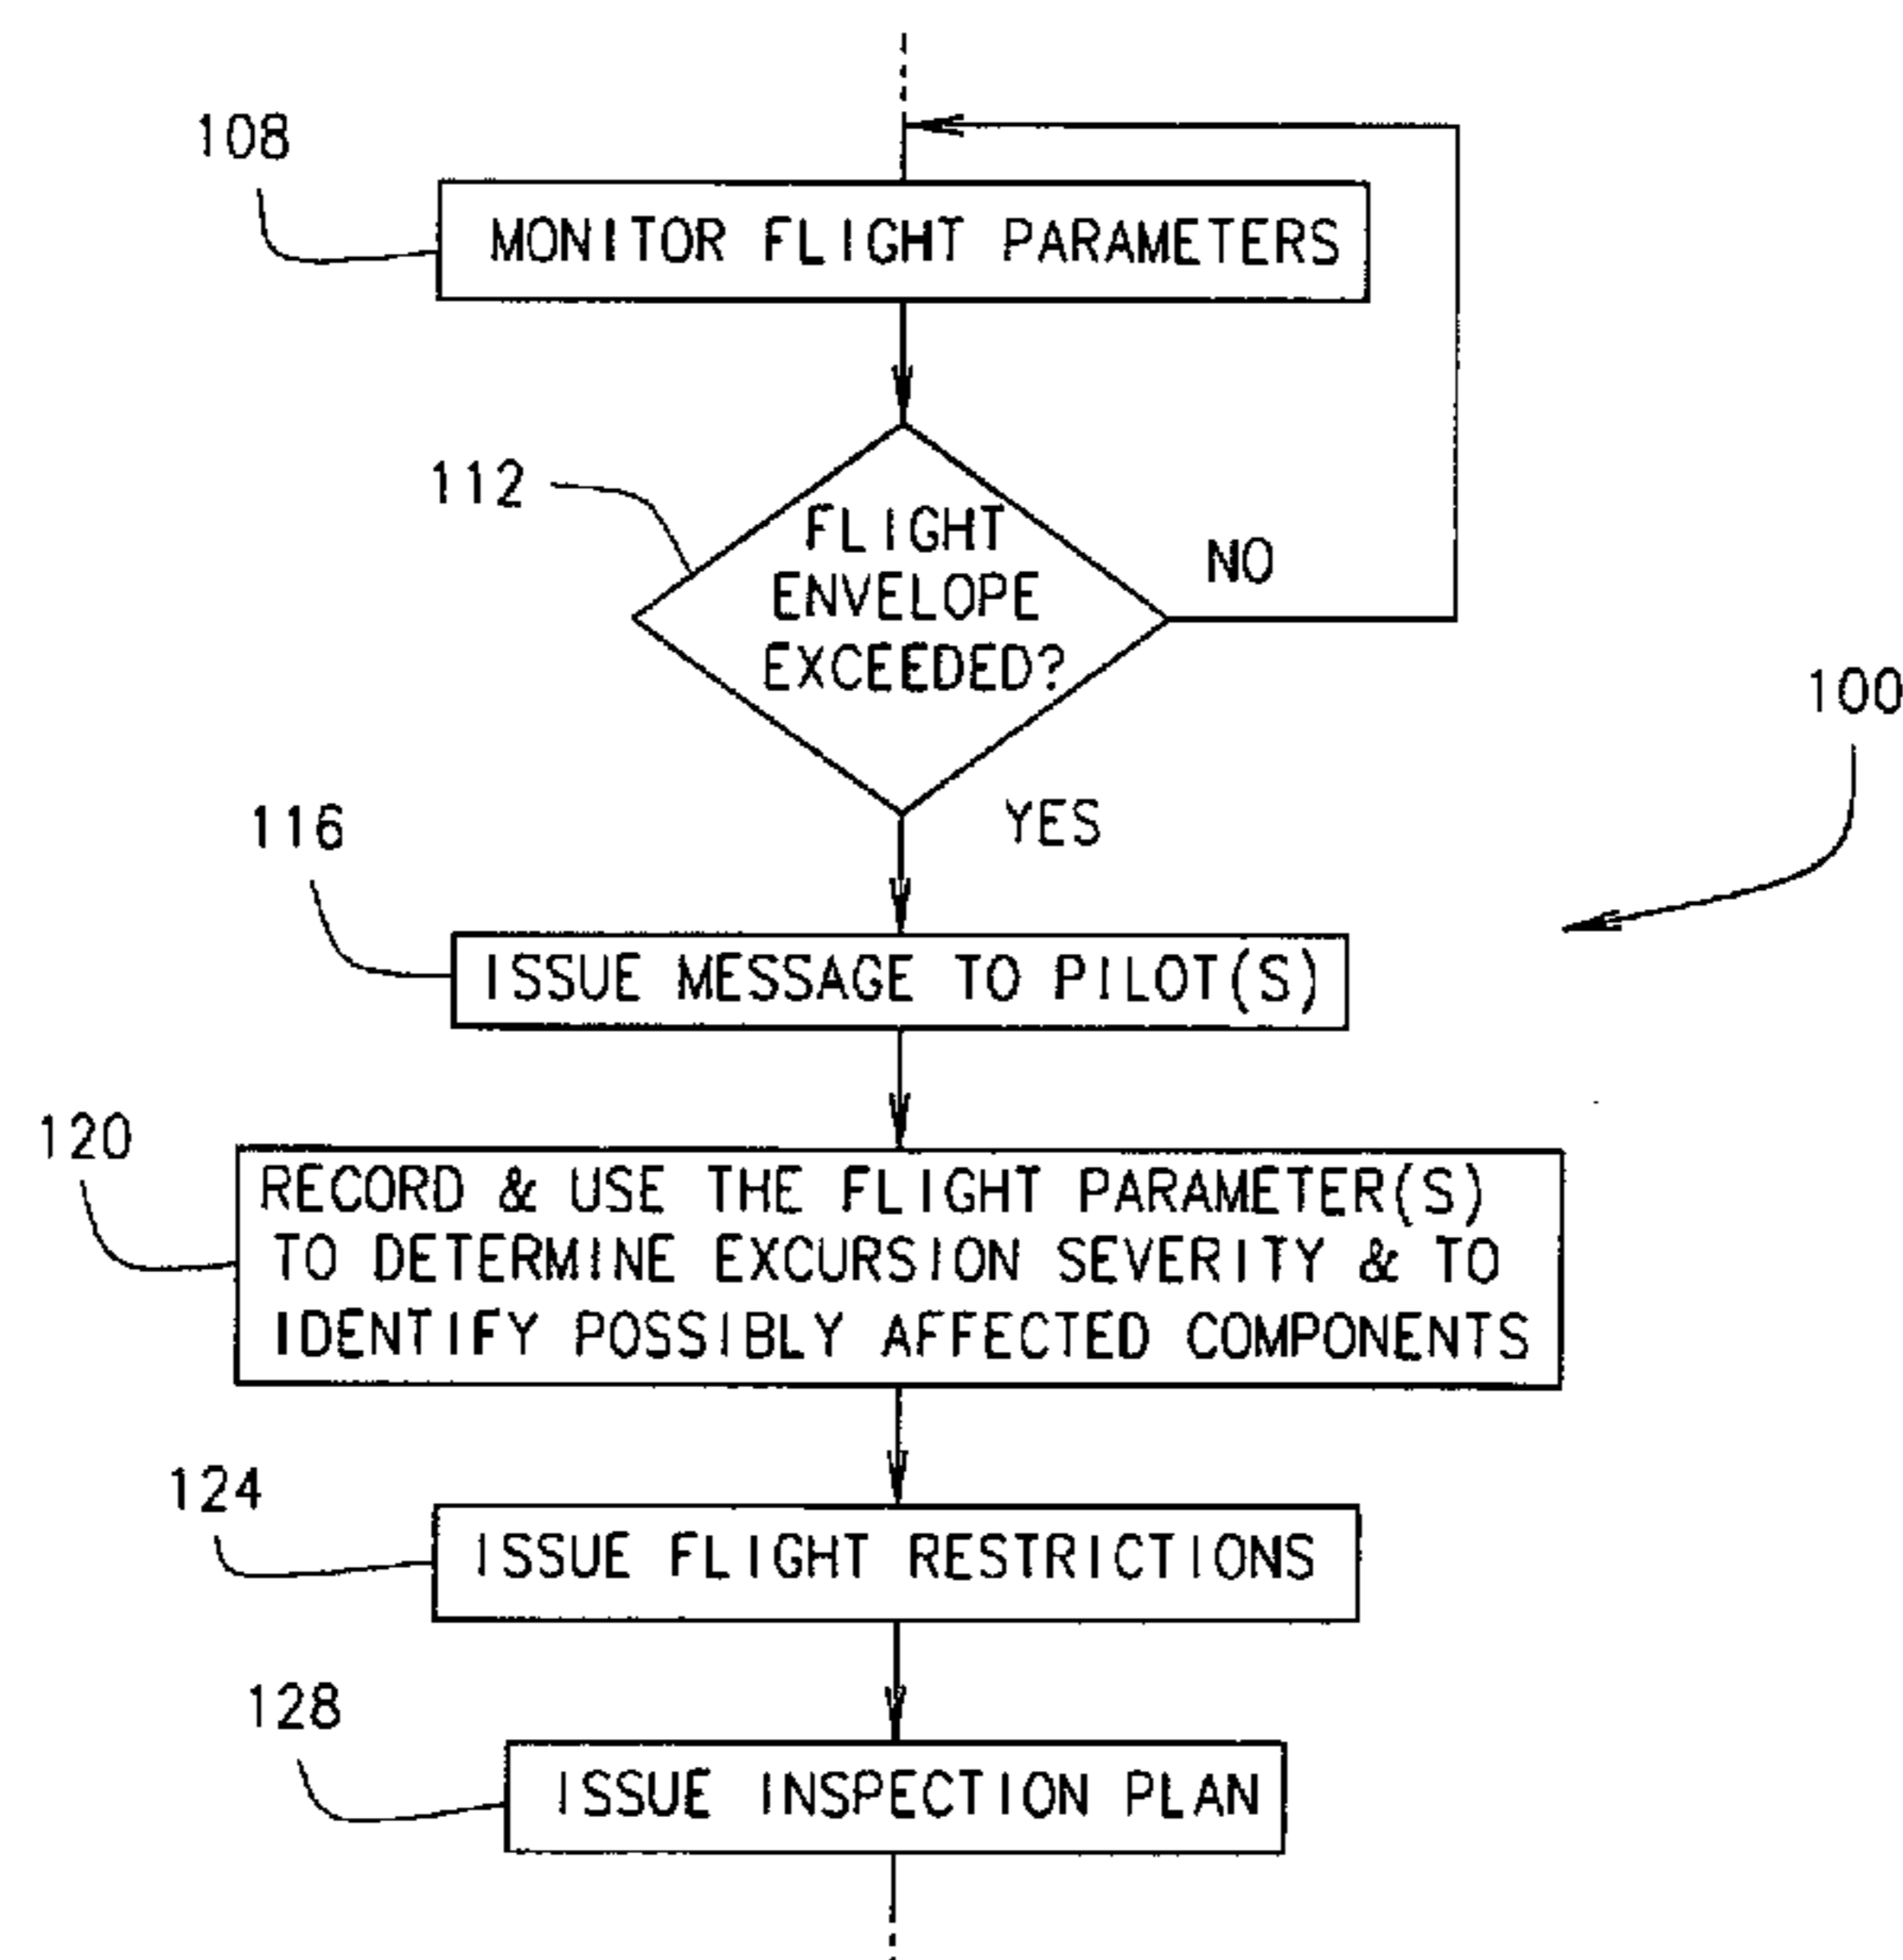 108
MONITOR FLIGHT PARAMETERS
112
FLIGHT
ENVELOPE
EXCEEDED?
NO
100
YES
116
ISSUE MESSAGE TO PILOT(S)
120
RECORD & USE THE FLIGHT PARAMETER(S)
TO DETERMINE EXCURSION SEVERITY & TO
IDENTIFY POSSIBLY AFFECTED COMPONENTS
124
ISSUE FLIGHT RESTRICTIONS
128
ISSUE INSPECTION PLAN